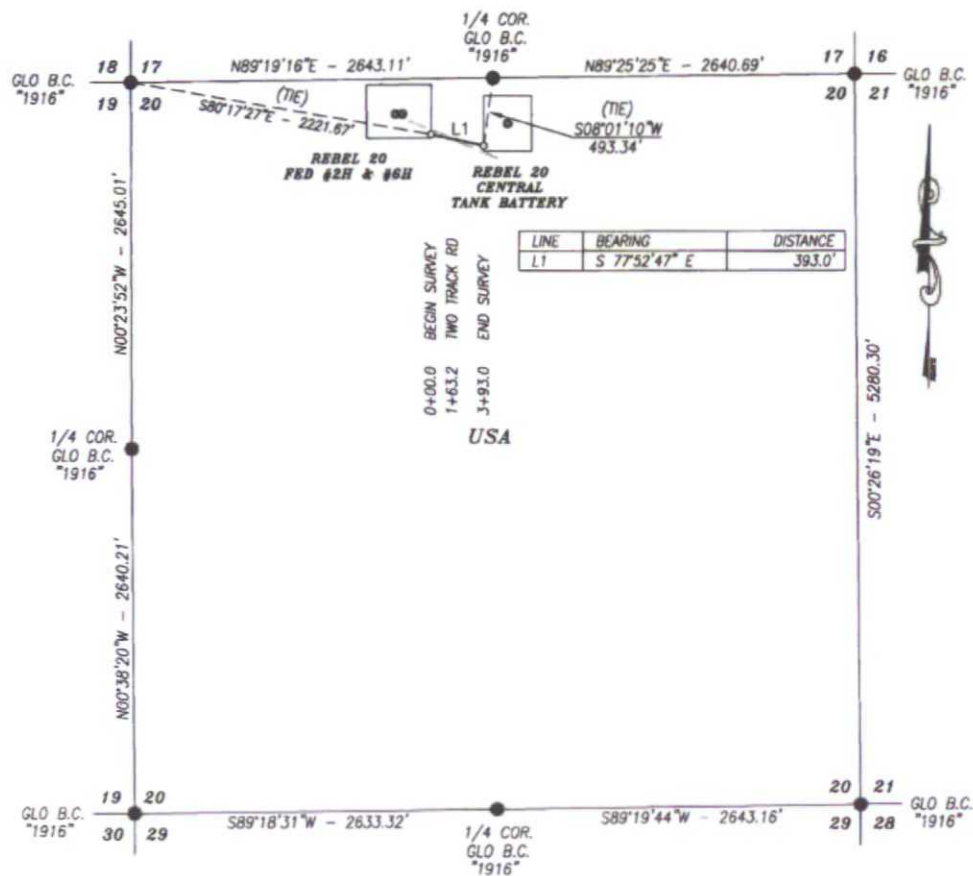 1/4 COR.
GLO B.C.
"1916"
18 17
N89°19'16"E - 2643.11'
N89°25'25"E - 2640.69'
17 16
GLO B.C.
"1916"
19 20
20 21
GLO B.C.
"1916"
(TIE)
S80°17'27"E - 2221.67'
L1
(TIE)
S08°01'10"W
493.34'
REBEL 20
FED #2H & #6H
REBEL 20
CENTRAL
TANK BATTERY
LINE BEARING DISTANCE
L1 S 77°52'47" E 393.0'
N00°23'52"W - 2645.01'
0+00.0 BEGIN SURVEY
1+63.2 TWO TRACK RD
3+93.0 END SURVEY
USA
S00°26'19"E - 5280.30'
1/4 COR.
GLO B.C.
"1916"
N00°38'20"W - 2640.21'
19 20
GLO B.C.
"1916"
30 29
S89°18'31"W - 2633.32'
1/4 COR.
GLO B.C.
"1916"
S89°19'44"W - 2643.16'
20 21
29 28
GLO B.C.
"1916"